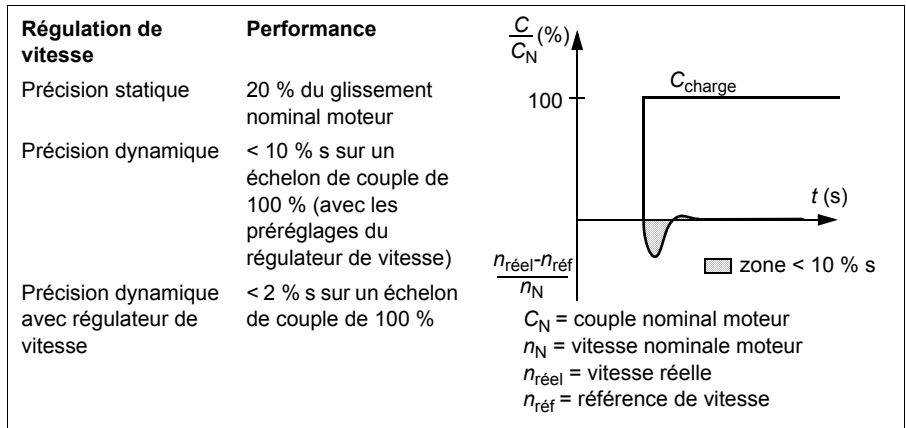 Régulation de
vitesse
Performance
Précision statique
20 % du glissement
nominal moteur
Précision dynamique
< 10 % s sur un
échelon de couple de
100 % (avec les
préréglages du
régulateur de vitesse)
Précision dynamique
avec régulateur de
vitesse
< 2 % s sur un échelon
de couple de 100 %
C
CN
(%)
100
Ccharge
t (s)
nréel-nréf
nN
zone < 10 % s
CN = couple nominal moteur
nN = vitesse nominale moteur
nréel = vitesse réelle
nréf = référence de vitesse